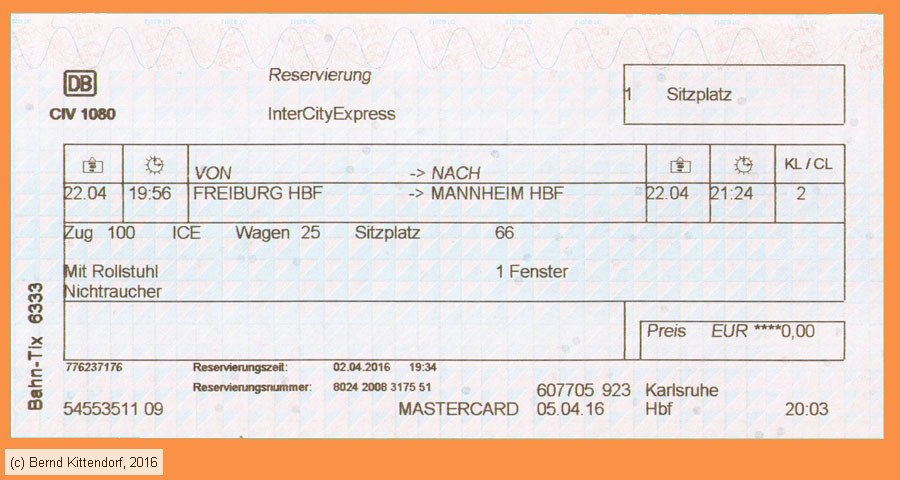 DB
Reservierung
1 Sitzplatz
CIV 1080
InterCityExpress
VON -> NACH KL / CL
22.04 19:56 FREIBURG HBF -> MANNHEIM HBF 22.04 21:24 2
Zug 100 ICE Wagen 25 Sitzplatz 66
Mit Rollstuhl 1 Fenster
Nichtraucher
Preis EUR ****0,00
Bahn-Tix 6333
776237176 Reservierungszeit: 02.04.2016 19:34
Reservierungsnummer: 8024 2008 3175 51
607705 923 Karlsruhe
54553511 09 MASTERCARD 05.04.16 Hbf 20:03
(c) Bernd Kittendorf, 2016